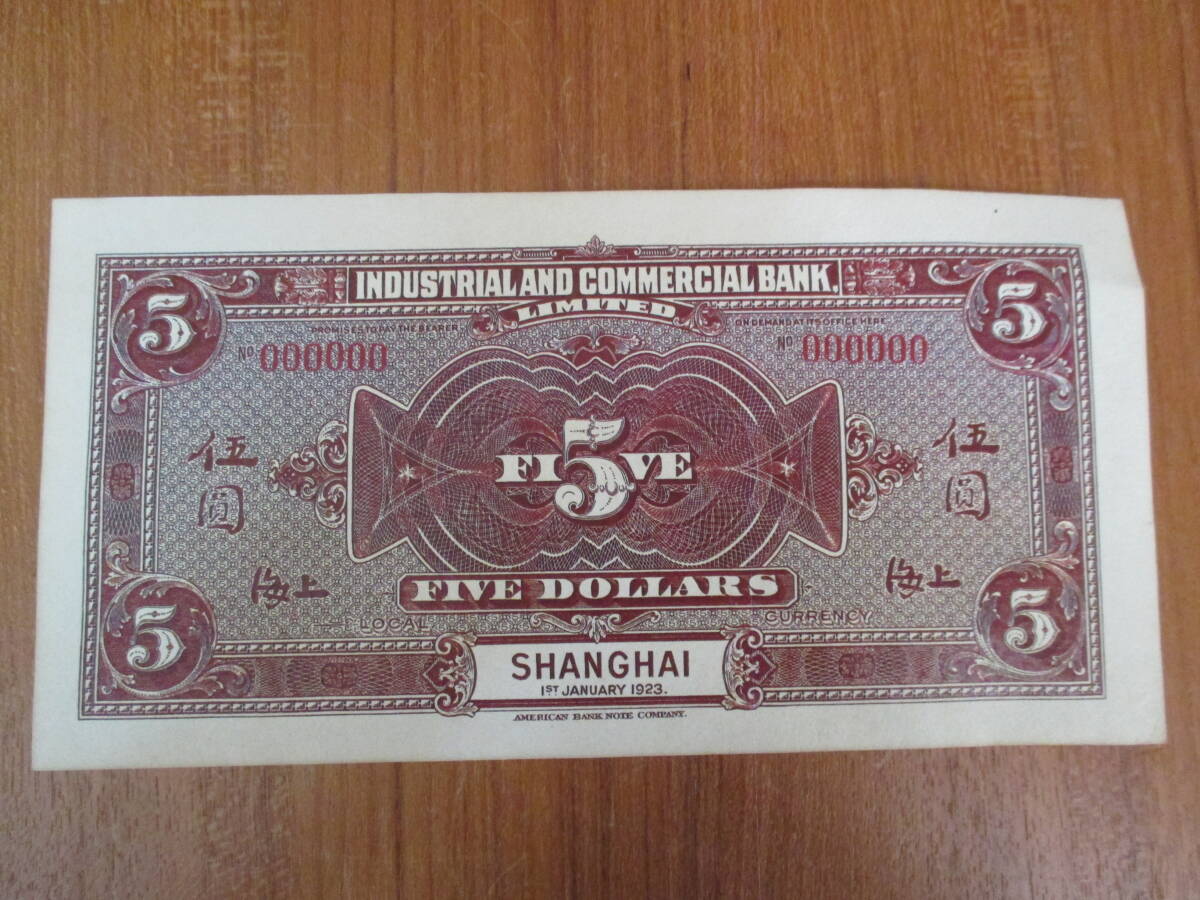 INDUSTRIAL AND COMMERCIAL BANK,
LIMITED
PROMISES TO PAY THE BEARER ON DEMAND AT ITS OFFICE HERE
No 000000 No 000000
5 5
伍圓 伍圓
FI5VE
上海 上海
FIVE DOLLARS
LOCAL CURRENCY
5 5
SHANGHAI
1ST JANUARY 1923.
AMERICAN BANK NOTE COMPANY.